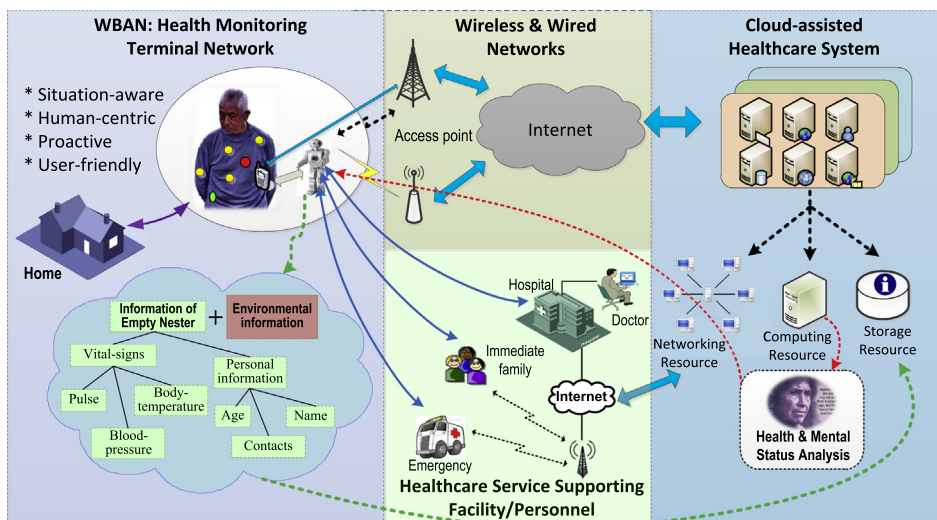 WBAN: Health Monitoring
Terminal Network
* Situation-aware
* Human-centric
* Proactive
* User-friendly
Home
Information of
Empty Nester
+
Environmental
information
Vital-signs
Personal
information
Pulse
Body-
temperature
Blood-
pressure
Age
Name
Contacts
Wireless & Wired
Networks
Access point
Internet
Hospital
Doctor
Immediate
family
Internet
Emergency
Healthcare Service Supporting
Facility/Personnel
Cloud-assisted
Healthcare System
Networking
Resource
Computing
Resource
Storage
Resource
Health & Mental
Status Analysis